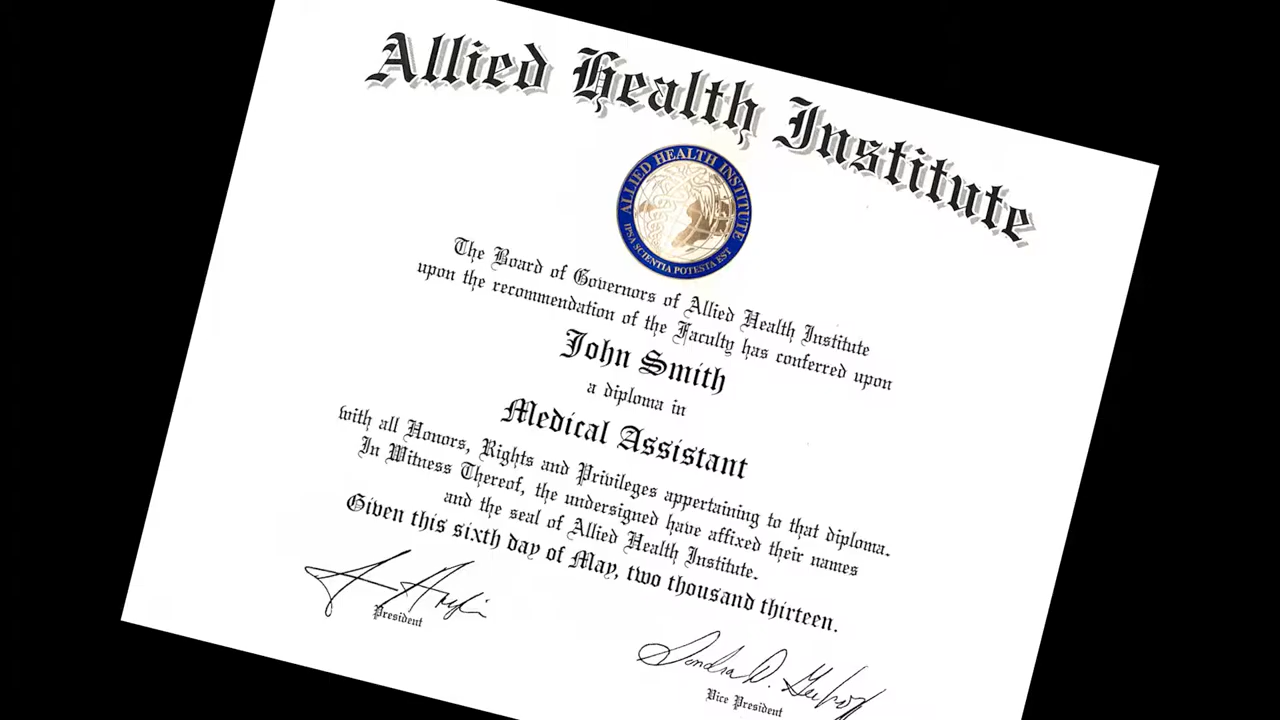 Allied Health Institute
ALLIED HEALTH INSTITUTE
IPSA SCIENTIA POTESTA EST
The Board of Governors of Allied Health Institute
upon the recommendation of the Faculty has conferred upon
John Smith
a diploma in
Medical Assistant
with all Honors, Rights and Privileges appertaining to that diploma.
In Witness Thereof, the undersigned have affixed their names
and the seal of Allied Health Institute.
Given this sixth day of May, two thousand thirteen.
President
Sandra D.
Vice President